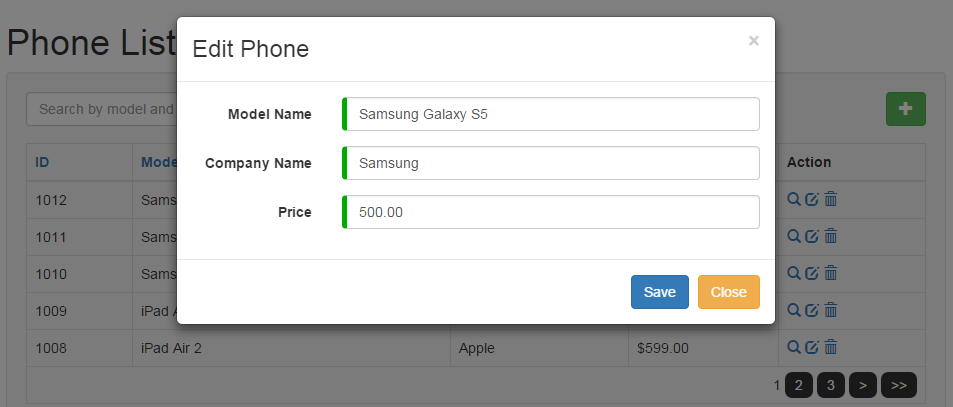 Phone List
Edit Phone
×
Search by model and
+
Model Name
Samsung Galaxy S5
Company Name
Samsung
Price
500.00
Save
Close
ID Mode Action
1012 Sams
1011 Sams
1010 Sams
1009 iPad A
1008 iPad Air 2 Apple $599.00
1 2 3 > >>